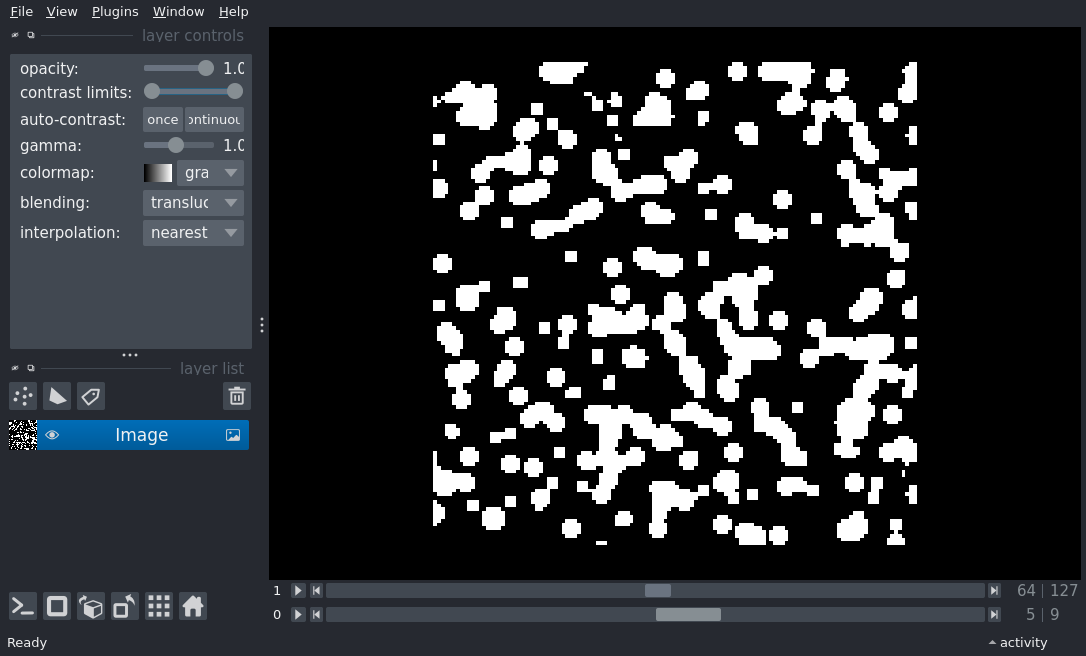 File View Plugins Window Help
layer controls
opacity: 1.0
contrast limits:
auto-contrast: once ontinuou
gamma: 1.0
colormap: gra
blending: transluc
interpolation: nearest
layer list
Image
1 64 | 127
0 5 | 9
Ready activity